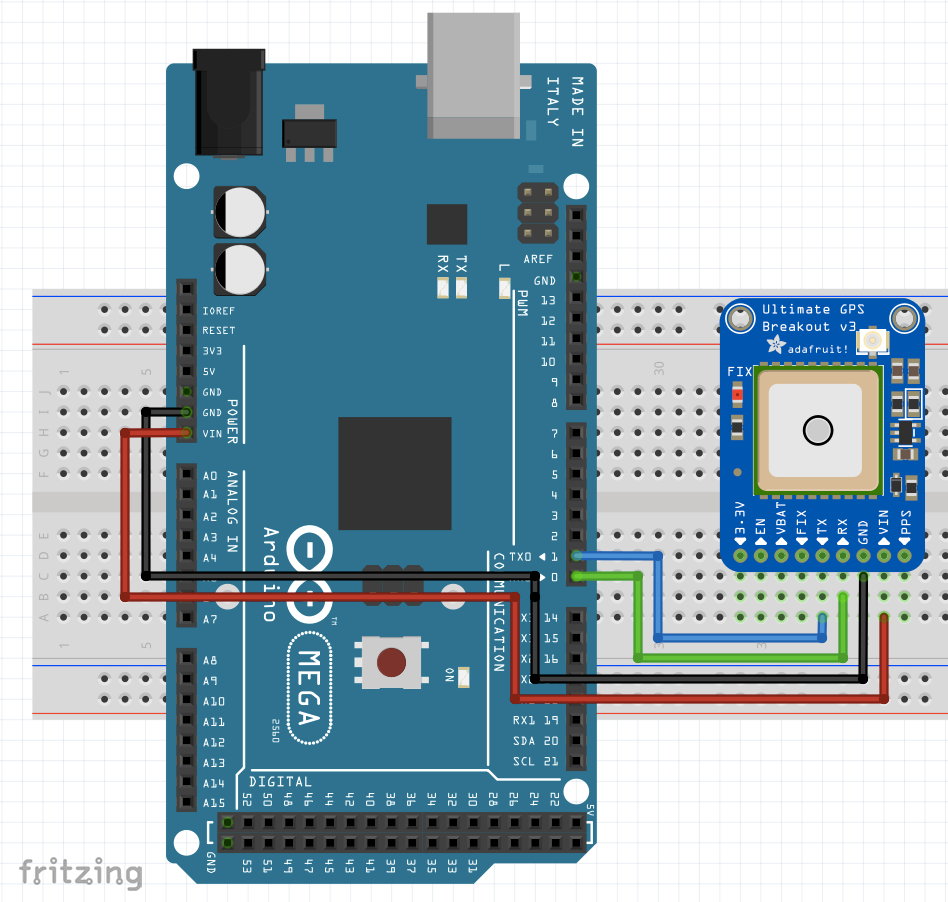 MADE IN
ITALY
RX
TX
L
AREF
GND
13
12
11
10
9
8
PWM
7
6
5
4
3
2
TX0 ◀ 1
▶ 0
IOREF
RESET
3V3
5V
GND
GND
VIN
POWER
A0
A1
A2
A3
A4
A7
ANALOG IN
A8
A9
A10
A11
A12
A13
A14
A15
Arduino
TM
MEGA
2560
ON
COMMUNICATION
14
15
16
RX1 19
SDA 20
SCL 21
DIGITAL
52
50
48
46
44
42
40
38
36
34
32
30
28
26
24
22
5V
GND
53
51
49
47
45
43
41
39
37
35
33
31
1
5
30
J
I
H
G
F
E
D
C
B
A
1
5
Ultimate GPS
Breakout v3
adafruit!
FIX
3.3V
EN
VBAT
FIX
TX
RX
GND
VIN
PPS
fritzing